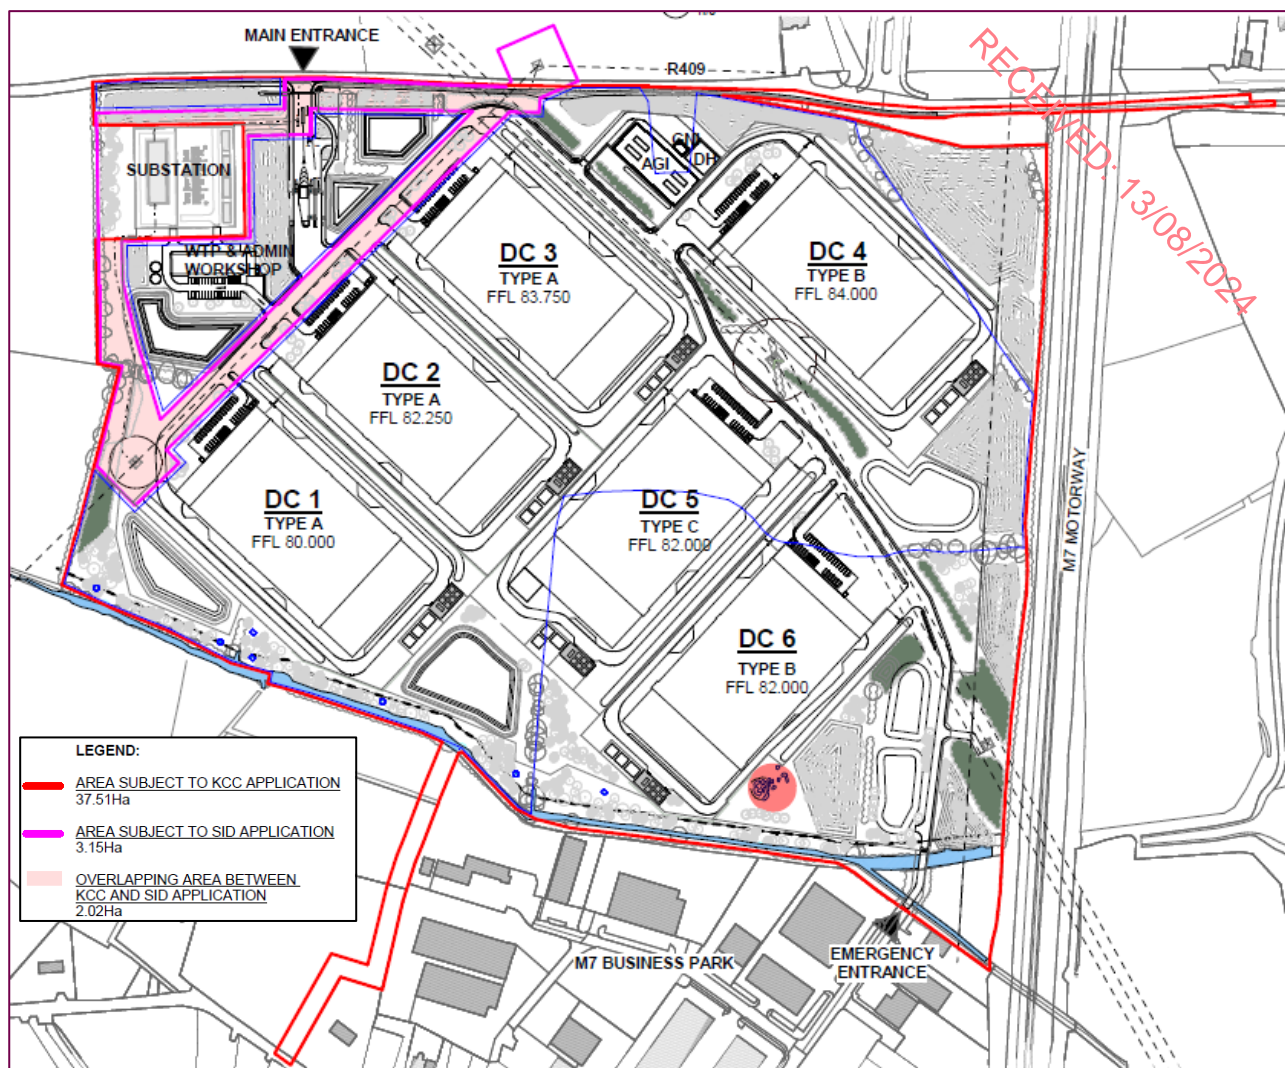 MAIN ENTRANCE
R409
RECEIVED: 13/08/2024
SUBSTATION
AGI
GNI
DH
WTP & ADMIN
WORKSHOP
DC 3
TYPE A
FFL 83.750
DC 4
TYPE B
FFL 84.000
DC 2
TYPE A
FFL 82.250
DC 1
TYPE A
FFL 80.000
DC 5
TYPE C
FFL 82.000
M7 MOTORWAY
DC 6
TYPE B
FFL 82.000
LEGEND:
AREA SUBJECT TO KCC APPLICATION
37.51Ha
AREA SUBJECT TO SID APPLICATION
3.15Ha
OVERLAPPING AREA BETWEEN
KCC AND SID APPLICATION
2.02Ha
M7 BUSINESS PARK
EMERGENCY
ENTRANCE